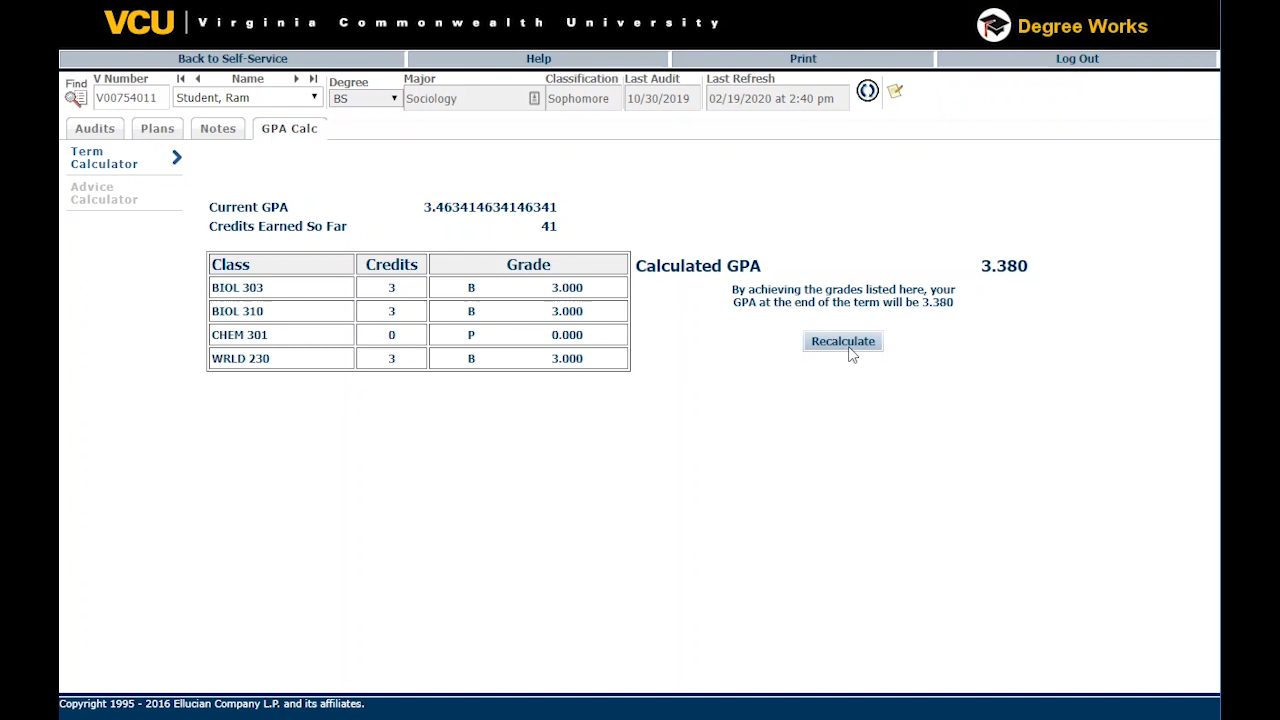 VCU | Virginia Commonwealth University
Degree Works
Back to Self-Service Help Print Log Out
Find V Number Name Degree Major Classification Last Audit Last Refresh
V00754011 Student, Ram BS Sociology Sophomore 10/30/2019 02/19/2020 at 2:40 pm
Audits Plans Notes GPA Calc
Term
Calculator
Advice
Calculator
Current GPA 3.463414634146341
Credits Earned So Far 41
Class Credits Grade
BIOL 303 3 B 3.000
BIOL 310 3 B 3.000
CHEM 301 0 P 0.000
WRLD 230 3 B 3.000
Calculated GPA 3.380
By achieving the grades listed here, your
GPA at the end of the term will be 3.380
Recalculate
Copyright 1995 - 2016 Ellucian Company L.P. and its affiliates.